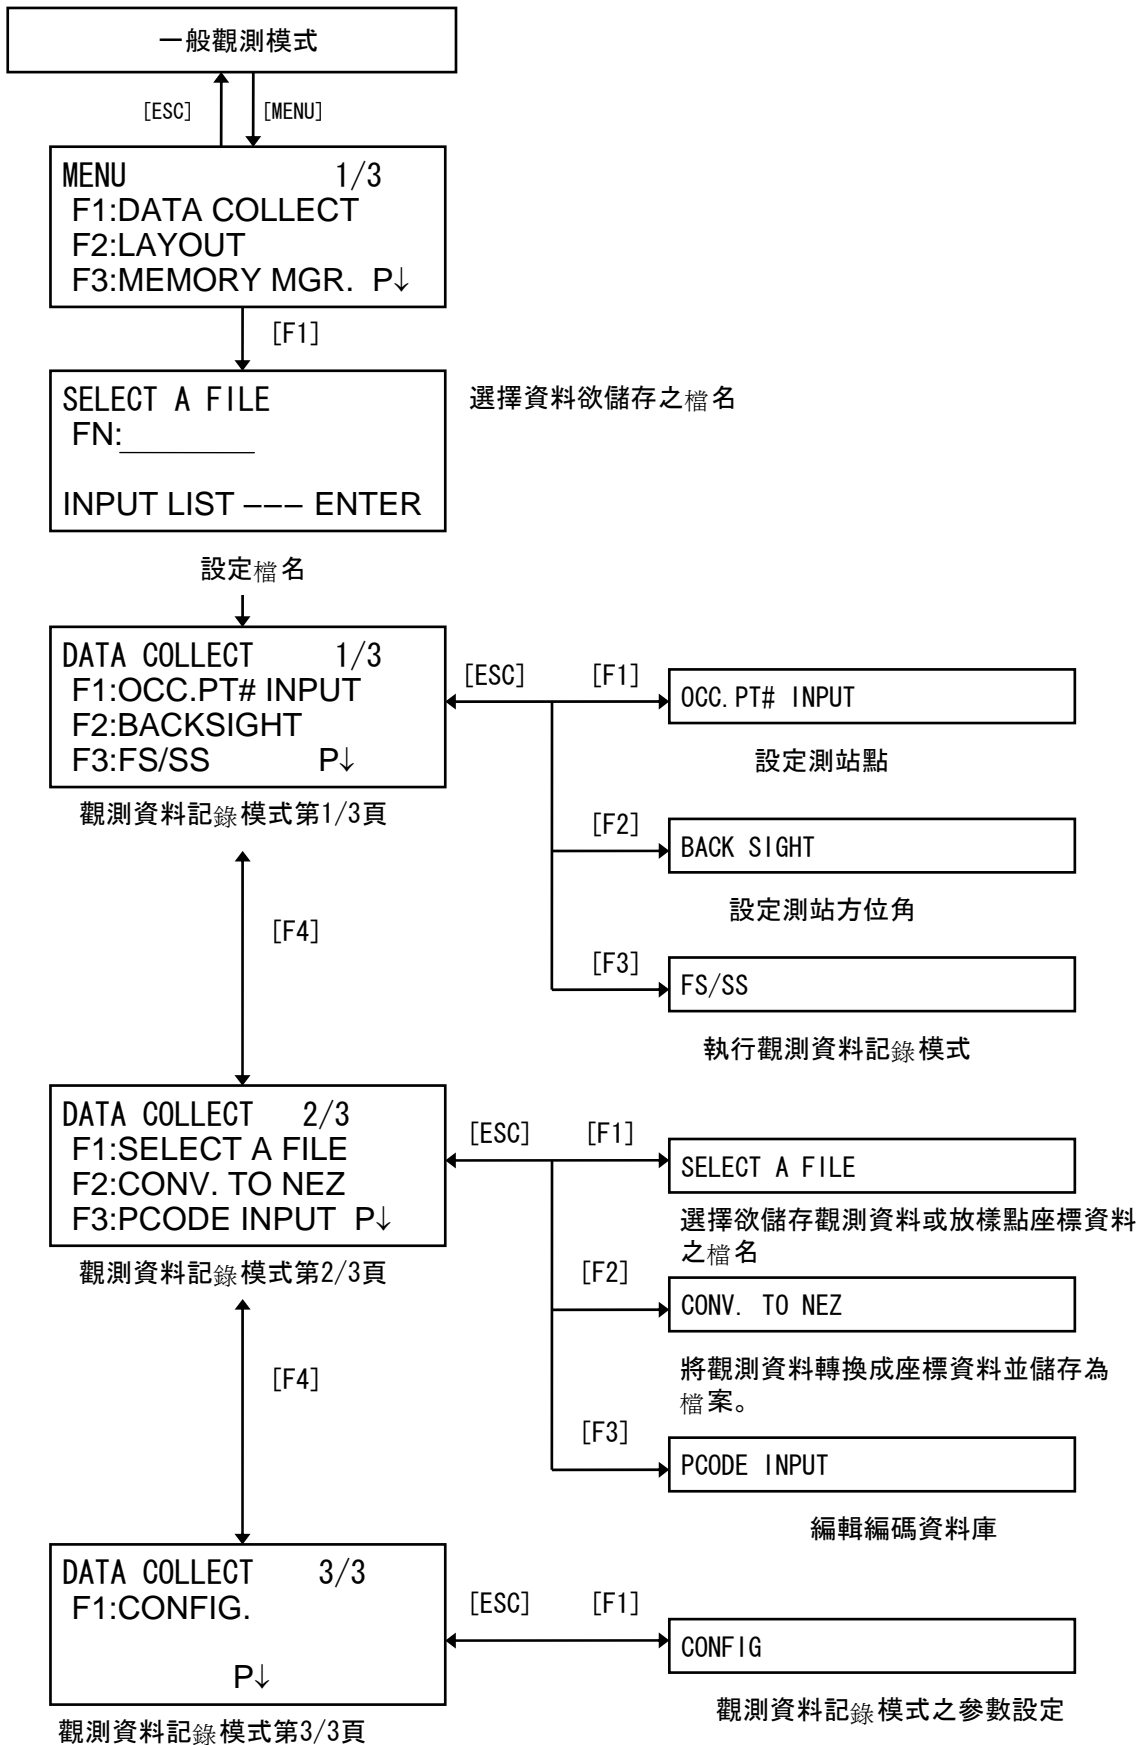 一般觀測模式
[ESC] [MENU]
MENU 1/3
F1:DATA COLLECT
F2:LAYOUT
F3:MEMORY MGR. P↓
[F1]
SELECT A FILE
FN:
INPUT LIST ––– ENTER
選擇資料欲儲存之檔名
設定檔名
DATA COLLECT 1/3
F1:OCC.PT# INPUT
F2:BACKSIGHT
F3:FS/SS P↓
觀測資料記錄模式第1/3頁
[ESC] [F1]
OCC.PT# INPUT
設定測站點
[F2]
BACK SIGHT
設定測站方位角
[F3]
FS/SS
執行觀測資料記錄模式
[F4]
DATA COLLECT 2/3
F1:SELECT A FILE
F2:CONV. TO NEZ
F3:PCODE INPUT P↓
觀測資料記錄模式第2/3頁
[ESC] [F1]
SELECT A FILE
選擇欲儲存觀測資料或放樣點座標資料
之檔名
[F2]
CONV. TO NEZ
將觀測資料轉換成座標資料並儲存為
檔案。
[F3]
PCODE INPUT
編輯編碼資料庫
[F4]
DATA COLLECT 3/3
F1:CONFIG.
P↓
觀測資料記錄模式第3/3頁
[ESC] [F1]
CONFIG
觀測資料記錄模式之參數設定